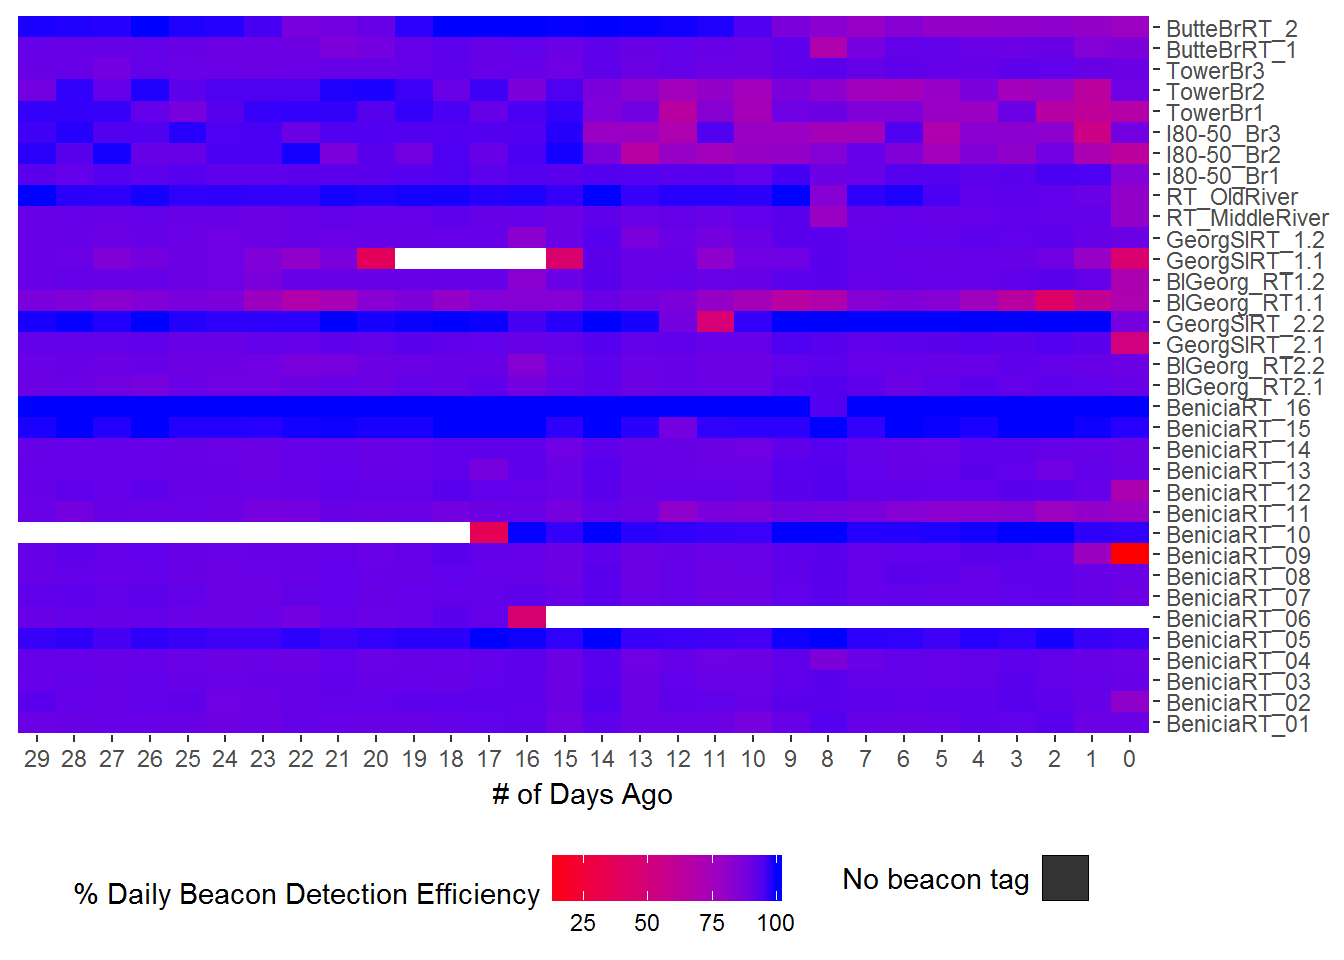 ButteBrRT_2
ButteBrRT_1
TowerBr3
TowerBr2
TowerBr1
I80-50_Br3
I80-50_Br2
I80-50_Br1
RT_OldRiver
RT_MiddleRiver
GeorgSlRT_1.2
GeorgSlRT_1.1
BlGeorg_RT1.2
BlGeorg_RT1.1
GeorgSlRT_2.2
GeorgSlRT_2.1
BlGeorg_RT2.2
BlGeorg_RT2.1
BeniciaRT_16
BeniciaRT_15
BeniciaRT_14
BeniciaRT_13
BeniciaRT_12
BeniciaRT_11
BeniciaRT_10
BeniciaRT_09
BeniciaRT_08
BeniciaRT_07
BeniciaRT_06
BeniciaRT_05
BeniciaRT_04
BeniciaRT_03
BeniciaRT_02
BeniciaRT_01
29 28 27 26 25 24 23 22 21 20 19 18 17 16 15 14 13 12 11 10 9 8 7 6 5 4 3 2 1 0
# of Days Ago
% Daily Beacon Detection Efficiency
25 50 75 100
No beacon tag